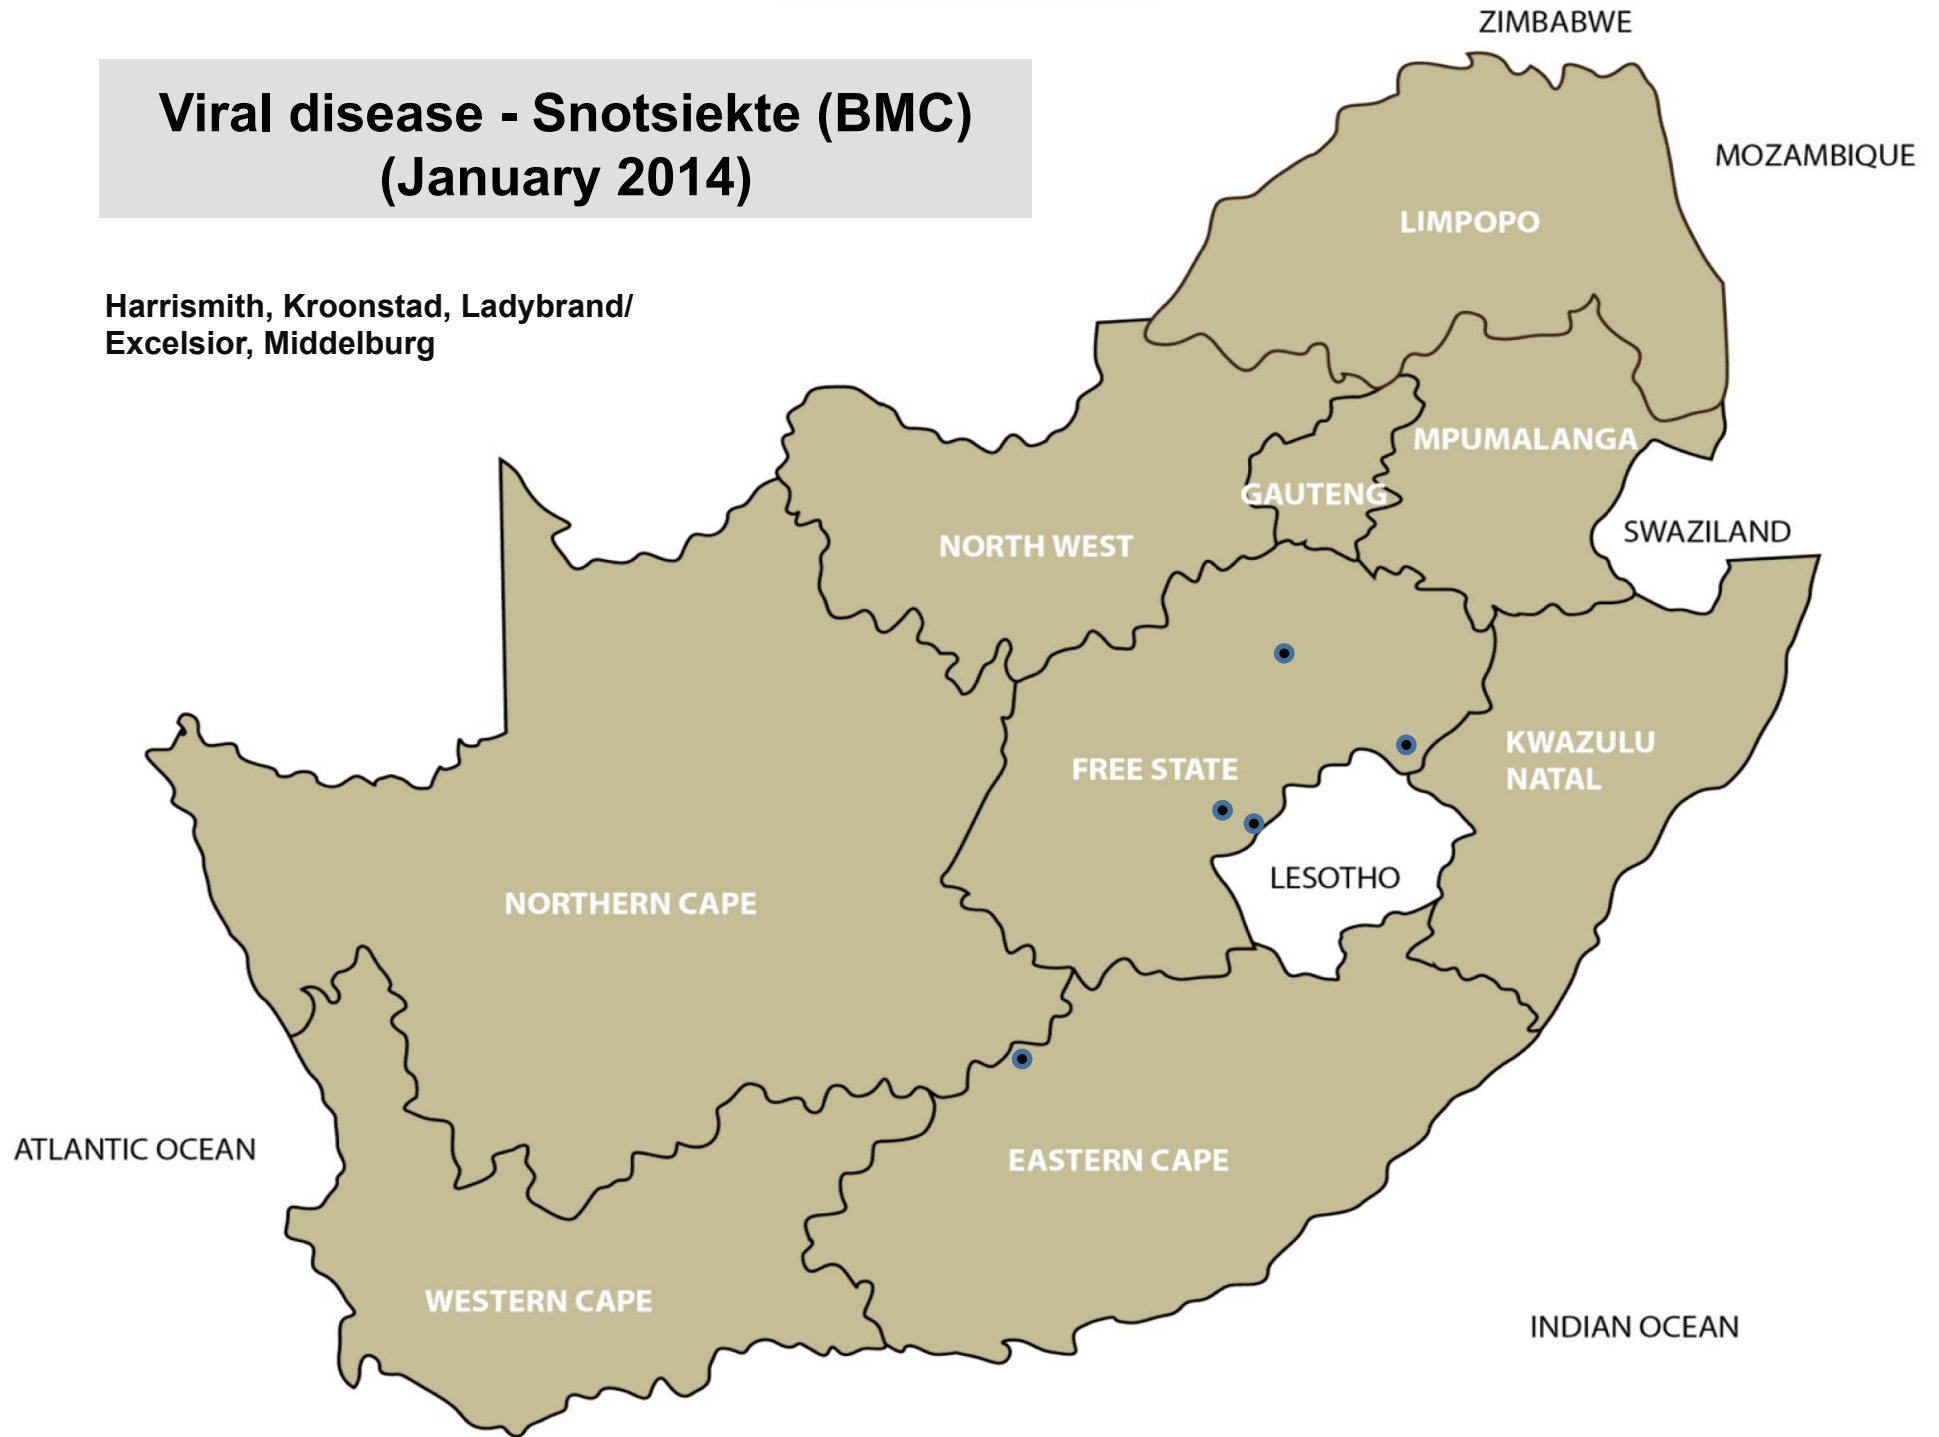 ZIMBABWE
Viral disease - Snotsiekte (BMC)
(January 2014)
MOZAMBIQUE
LIMPOPO
Harrismith, Kroonstad, Ladybrand/
Excelsior, Middelburg
MPUMALANGA
GAUTENG
SWAZILAND
NORTH WEST
KWAZULU
NATAL
FREE STATE
LESOTHO
NORTHERN CAPE
ATLANTIC OCEAN
EASTERN CAPE
WESTERN CAPE
INDIAN OCEAN